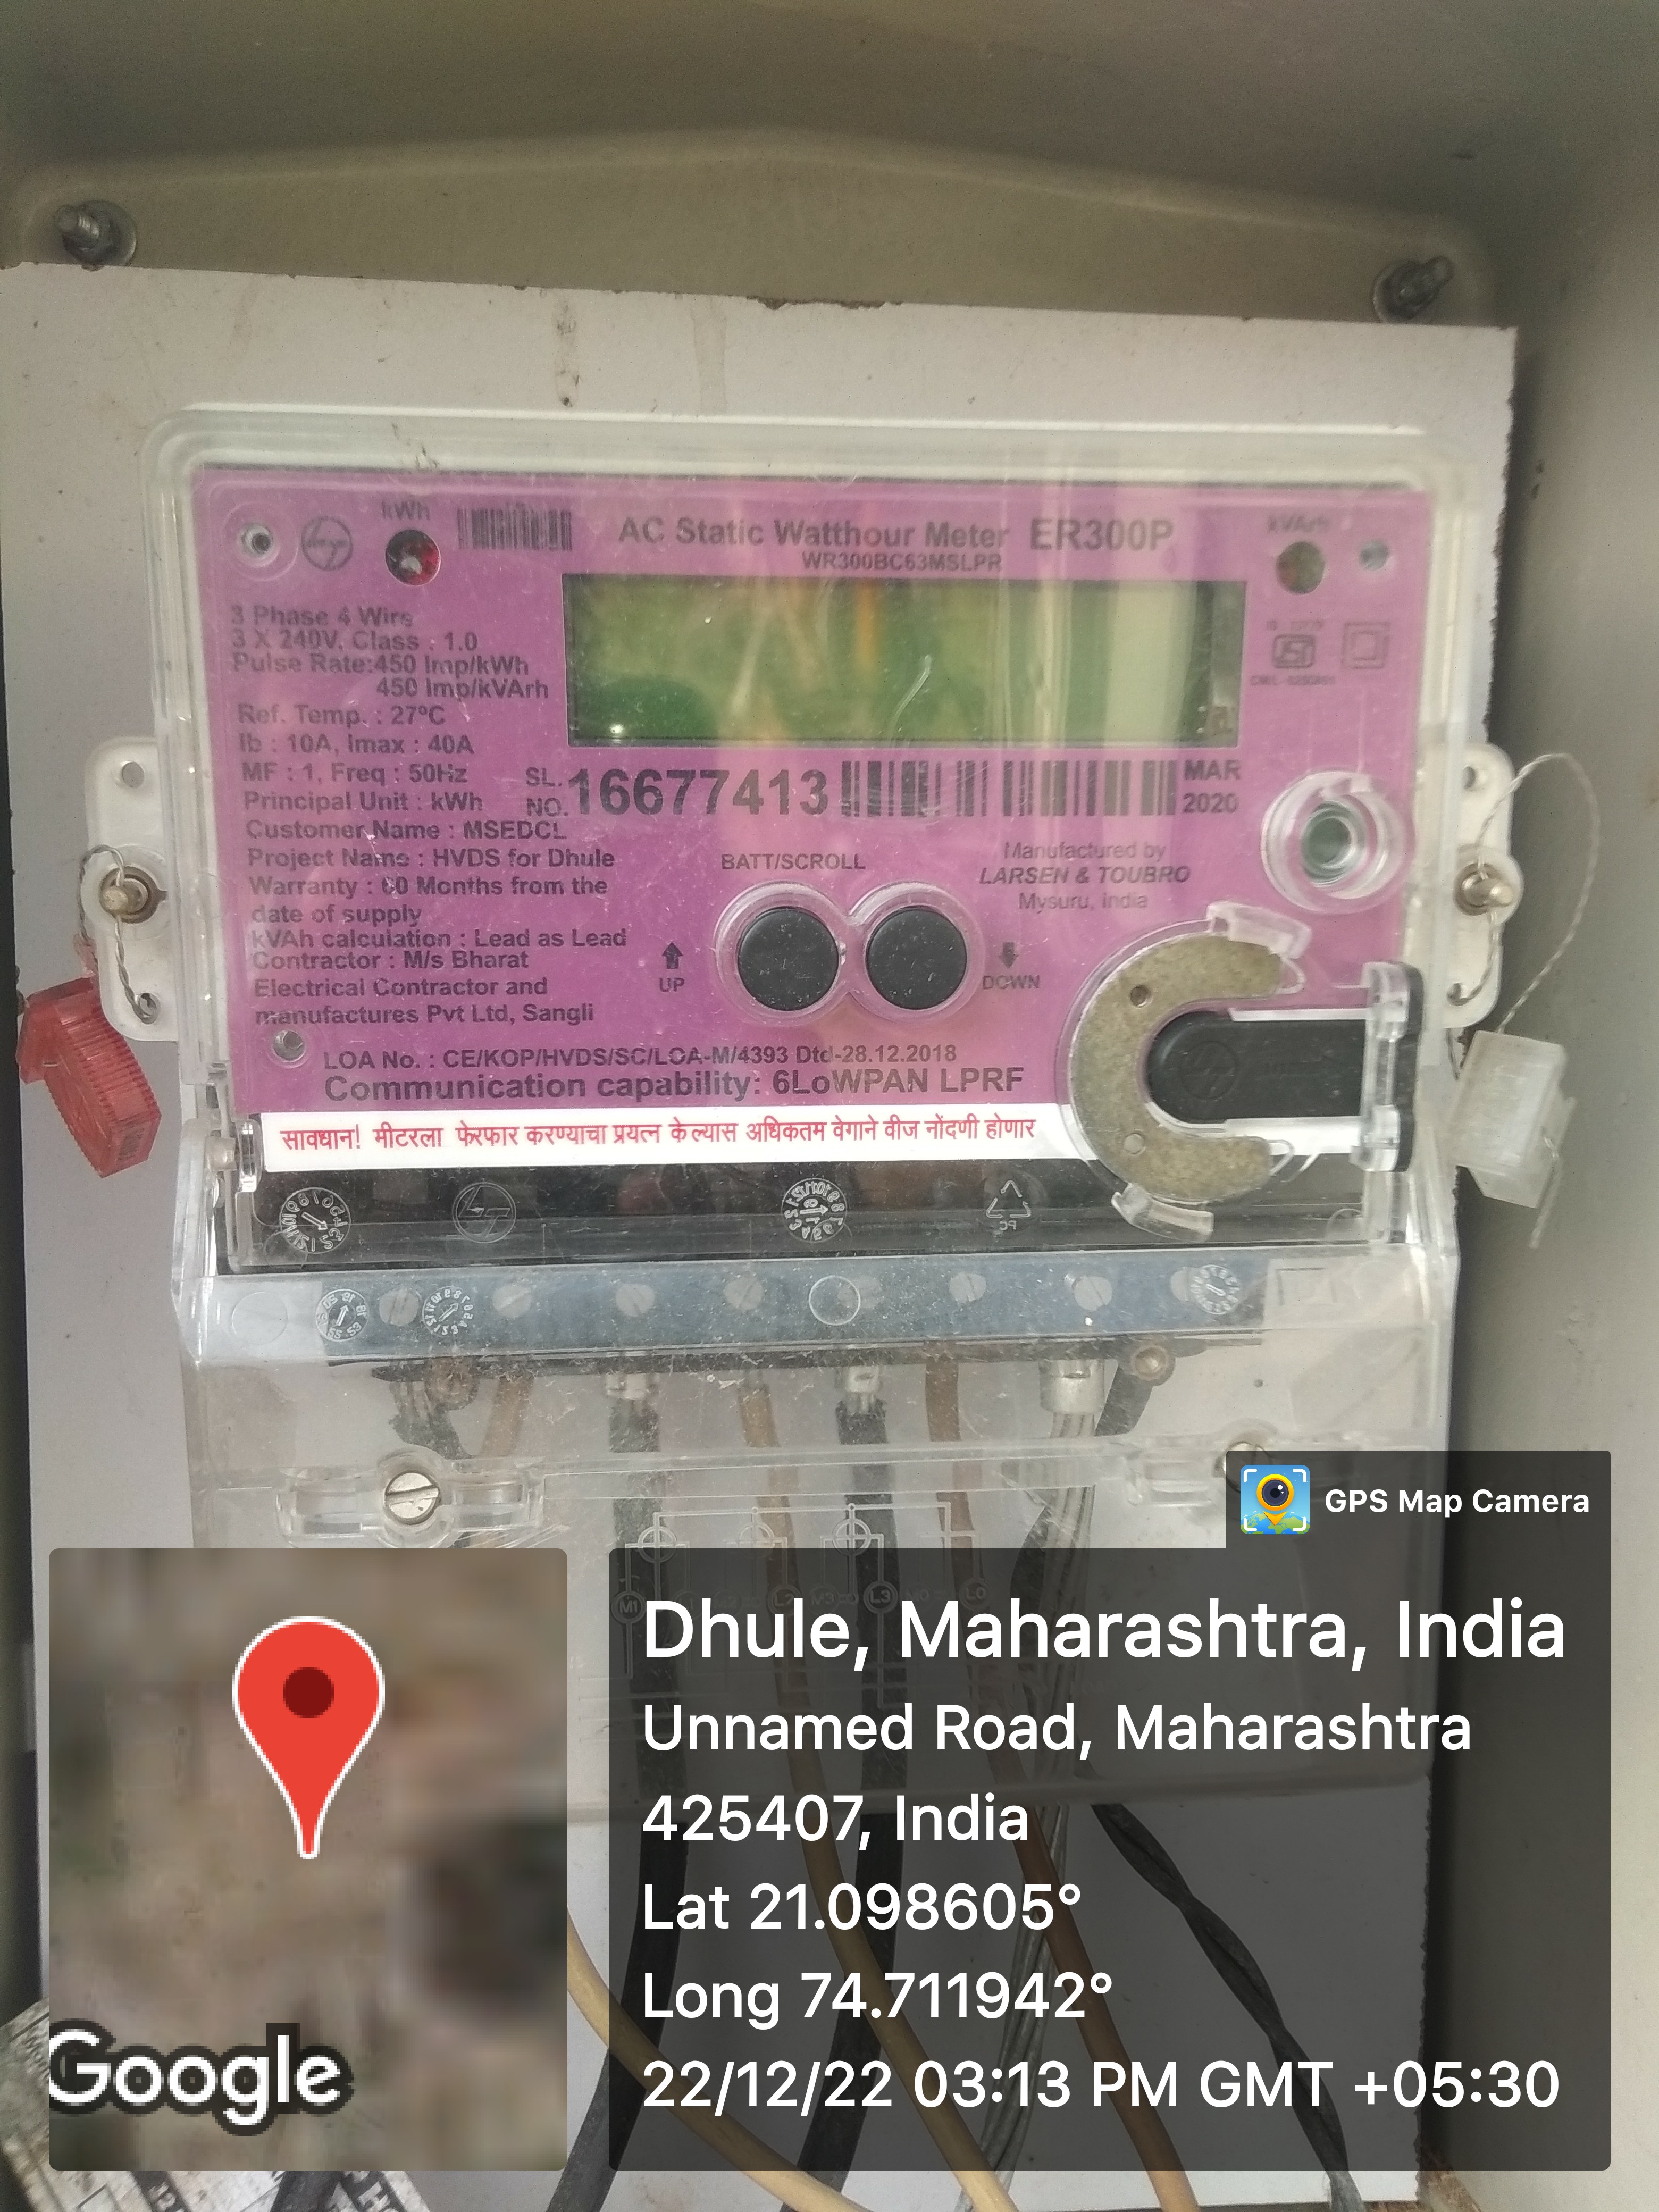 kWh
AC Static Watthour Meter ER300P
WR300BC63MSLPR
kVArh
3 Phase 4 Wire
3 X 240V, Class : 1.0
Pulse Rate:450 Imp/kWh
450 Imp/kVArh
Ref. Temp. : 27°C
Ib : 10A, Imax : 40A
MF : 1, Freq : 50Hz
Principal Unit : kWh
SL. NO. 16677413
MAR 2020
Customer Name : MSEDCL
Project Name : HVDS for Dhule
Warranty : 60 Months from the
date of supply
kVAh calculation : Lead as Lead
Contractor : M/s Bharat
Electrical Contractor and
manufactures Pvt Ltd, Sangli
BATT/SCROLL
UP
DOWN
Manufactured by
LARSEN & TOUBRO
Mysuru, India
LOA No. : CE/KOP/HVDS/SC/LOA-M/4393 Dtd-28.12.2018
Communication capability: 6LoWPAN LPRF
सावधान! मीटरला फेरफार करण्याचा प्रयत्न केल्यास अधिकतम वेगाने वीज नोंदणी होणार
GPS Map Camera
Dhule, Maharashtra, India
Unnamed Road, Maharashtra
425407, India
Lat 21.098605°
Long 74.711942°
22/12/22 03:13 PM GMT +05:30
Google